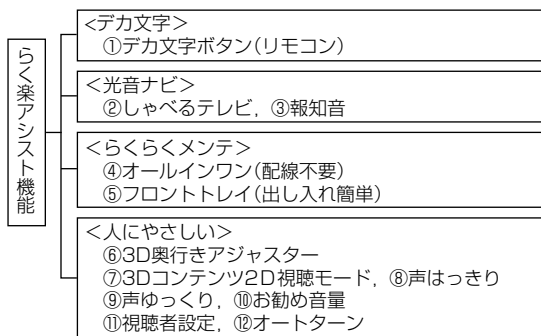 らく楽アシスト機能
<デカ文字>
①デカ文字ボタン(リモコン)
<光音ナビ>
②しゃべるテレビ，③報知音
<らくらくメンテ>
④オールインワン(配線不要)
⑤フロントトレイ(出し入れ簡単)
<人にやさしい>
⑥3D奥行きアジャスター
⑦3Dコンテンツ2D視聴モード，⑧声はっきり
⑨声ゆっくり，⑩お勧め音量
⑪視聴者設定，⑫オートターン